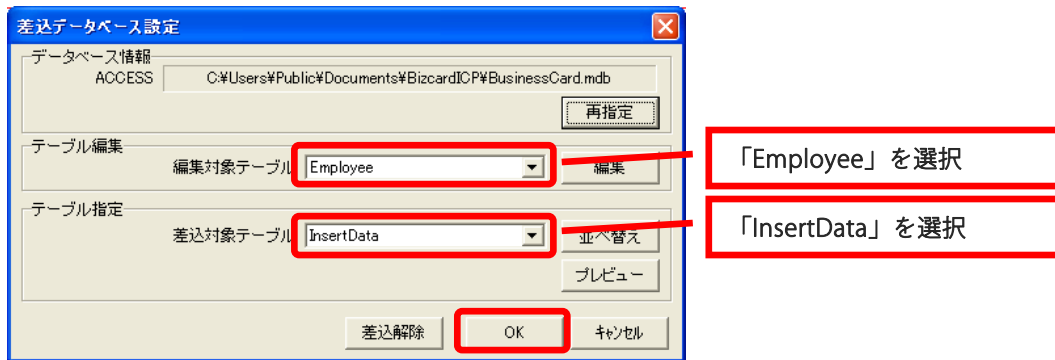 差込データベース設定
データベース情報
ACCESS C:¥Users¥Public¥Documents¥BizcardICP¥BusinessCard.mdb
再指定
テーブル編集
編集対象テーブル Employee 編集
「Employee」を選択
テーブル指定
差込対象テーブル InsertData 並べ替え
「InsertData」を選択
プレビュー
差込解除 OK キャンセル